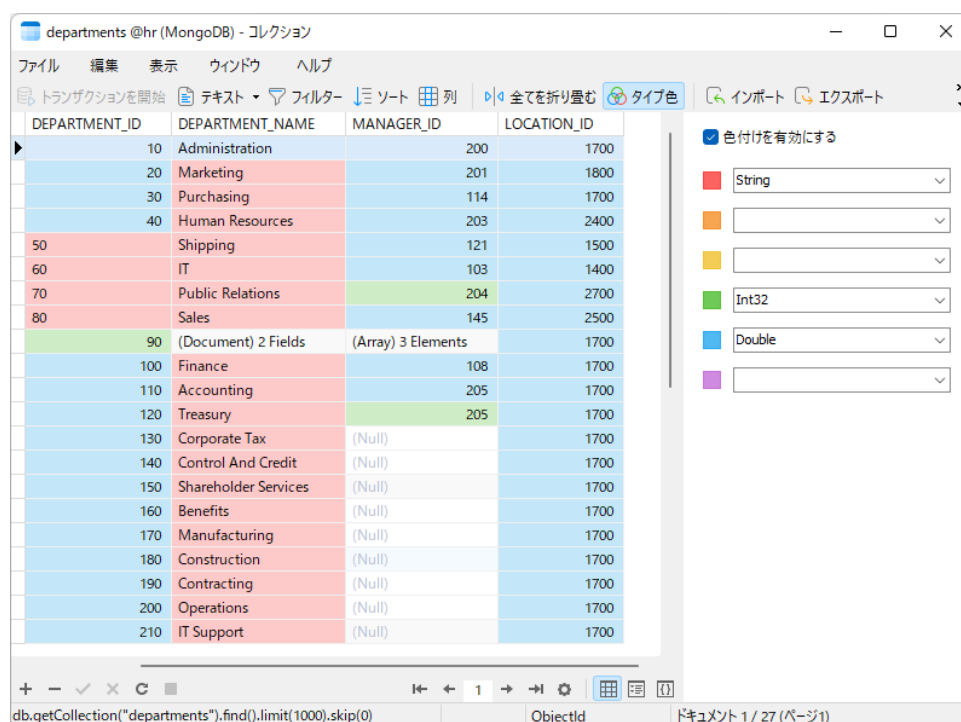 departments @hr (MongoDB) - コレクション
ファイル 編集 表示 ウィンドウ ヘルプ
トランザクションを開始 テキスト フィルター ソート 列 全てを折り畳む タイプ色 インポート エクスポート
DEPARTMENT_ID DEPARTMENT_NAME MANAGER_ID LOCATION_ID
10 Administration 200 1700
20 Marketing 201 1800
30 Purchasing 114 1700
40 Human Resources 203 2400
50 Shipping 121 1500
60 IT 103 1400
70 Public Relations 204 2700
80 Sales 145 2500
90 (Document) 2 Fields (Array) 3 Elements 1700
100 Finance 108 1700
110 Accounting 205 1700
120 Treasury 205 1700
130 Corporate Tax (Null) 1700
140 Control And Credit (Null) 1700
150 Shareholder Services (Null) 1700
160 Benefits (Null) 1700
170 Manufacturing (Null) 1700
180 Construction (Null) 1700
190 Contracting (Null) 1700
200 Operations (Null) 1700
210 IT Support (Null) 1700
色付けを有効にする
String
Int32
Double
1
db.getCollection("departments").find().limit(1000).skip(0) ObjectId ドキュメント 1 / 27 (ページ1)